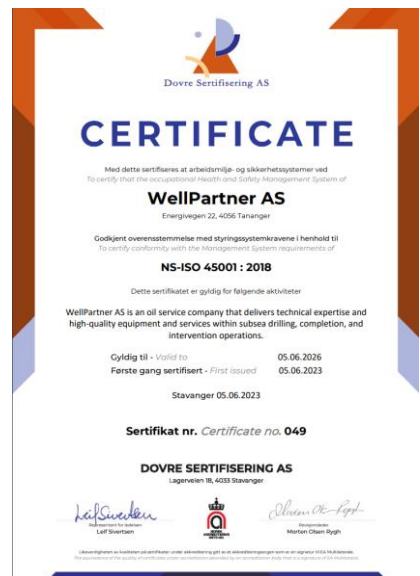 Dovre Sertifisering AS
CERTIFICATE
Med dette sertifiseres at arbeidsmiljø- og sikkerhetssystemer ved
To certify that the occupational Health and Safety Management System of
WellPartner AS
Energivegen 22, 4056 Tananger
Godkjent overensstemmelse med styringssystemkravene i henhold til
To certify conformity with the Management System requirements of
NS-ISO 45001 : 2018
Dette sertifikatet er gyldig for følgende aktiviteter
WellPartner AS is an oil service company that delivers technical expertise and
high-quality equipment and services within subsea drilling, completion, and
intervention operations.
Gyldig til - Valid to 05.06.2026
Første gang sertifisert - First issued 05.06.2023
Stavanger 05.06.2023
Sertifikat nr. Certificate no. 049
DOVRE SERTIFISERING AS
Lagerveien 18, 4033 Stavanger
Leif Sivertsen
Morten Olsen Rygh